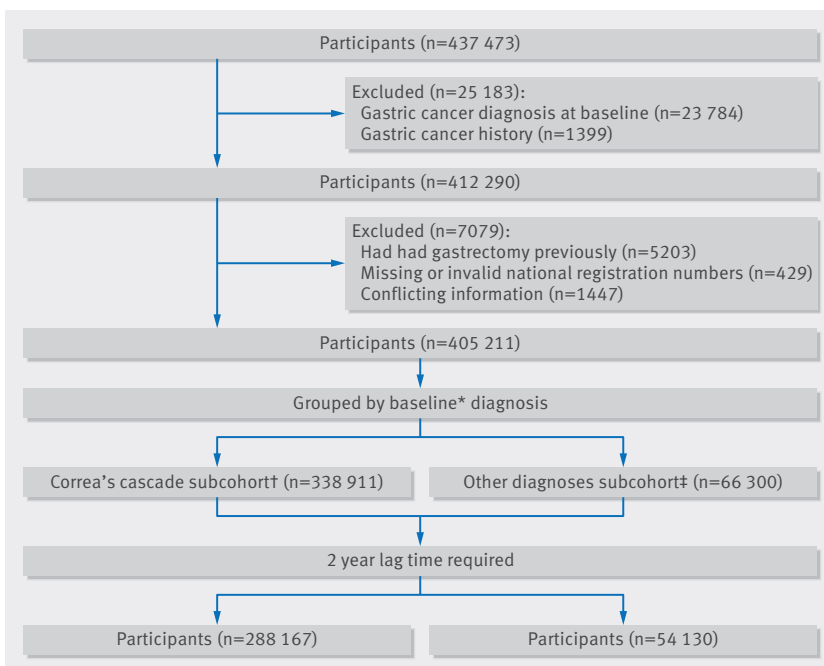 Participants (n=437 473)
Excluded (n=25 183):
Gastric cancer diagnosis at baseline (n=23 784)
Gastric cancer history (n=1399)
Participants (n=412 290)
Excluded (n=7079):
Had had gastrectomy previously (n=5203)
Missing or invalid national registration numbers (n=429)
Conflicting information (n=1447)
Participants (n=405 211)
Grouped by baseline* diagnosis
Correa’s cascade subcohort† (n=338 911)
Other diagnoses subcohort‡ (n=66 300)
2 year lag time required
Participants (n=288 167)
Participants (n=54 130)